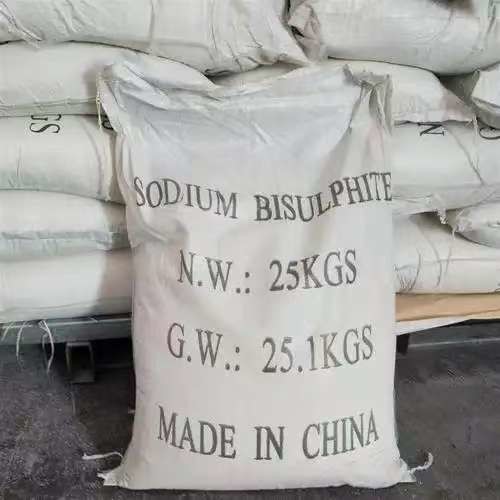 SODIUM BISULPHITE
N.W.: 25KGS
G.W.: 25.1KGS
MADE IN CHINA